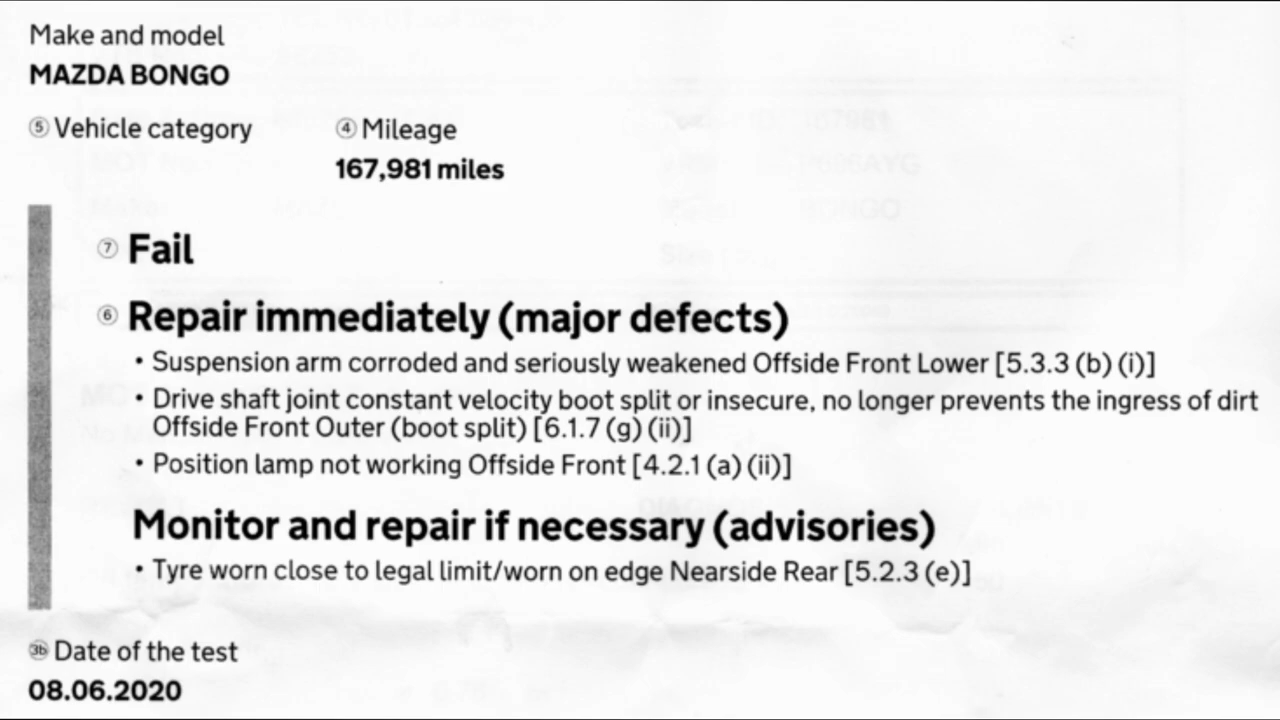 Make and model
MAZDA BONGO
⑤ Vehicle category ④ Mileage
167,981 miles
⑦ Fail
⑥ Repair immediately (major defects)
• Suspension arm corroded and seriously weakened Offside Front Lower [5.3.3 (b) (i)]
• Drive shaft joint constant velocity boot split or insecure, no longer prevents the ingress of dirt
Offside Front Outer (boot split) [6.1.7 (g) (ii)]
• Position lamp not working Offside Front [4.2.1 (a) (ii)]
Monitor and repair if necessary (advisories)
• Tyre worn close to legal limit/worn on edge Nearside Rear [5.2.3 (e)]
3b Date of the test
08.06.2020